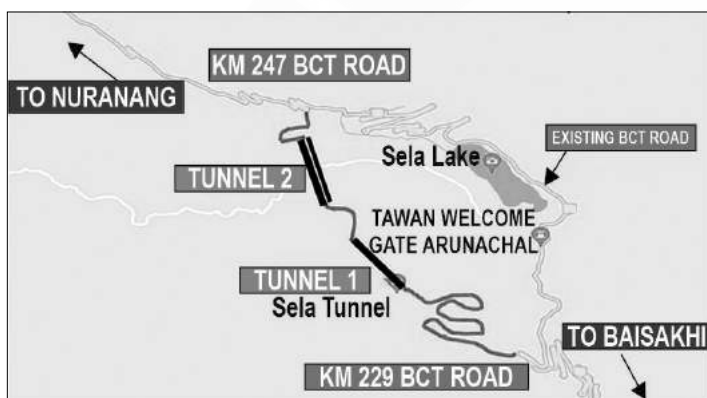 KM 247 BCT ROAD
TO NURANANG
EXISTING BCT ROAD
Sela Lake
TUNNEL 2
TAWAN WELCOME
GATE ARUNACHAL
TUNNEL 1
Sela Tunnel
TO BAISAKHI
KM 229 BCT ROAD